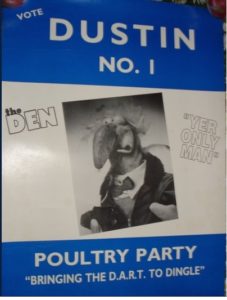 VOTE
DUSTIN
NO. 1
the
DEN
"YER
ONLY
MAN"
POULTRY PARTY
"BRINGING THE D.A.R.T. TO DINGLE"